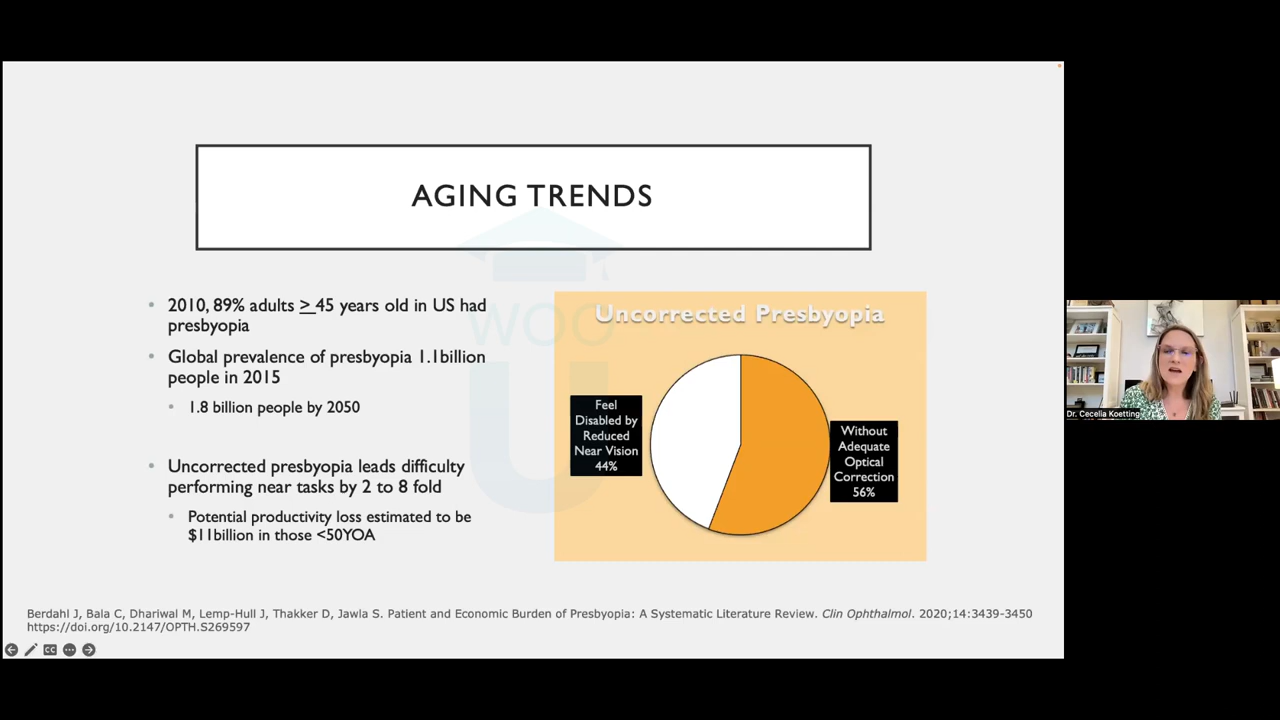 AGING TRENDS
2010, 89% adults > 45 years old in US had
presbyopia
Global prevalence of presbyopia 1.1billion
people in 2015
1.8 billion people by 2050
Uncorrected presbyopia leads difficulty
performing near tasks by 2 to 8 fold
Potential productivity loss estimated to be
$11billion in those <50YOA
WOO
U
Uncorrected Presbyopia
Feel
Disabled by
Reduced
Near Vision
44%
Without
Adequate
Optical
Correction
56%
Berdahl J, Bala C, Dhariwal M, Lemp-Hull J, Thakker D, Jawla S. Patient and Economic Burden of Presbyopia: A Systematic Literature Review. Clin Ophthalmol. 2020;14:3439-3450
https://doi.org/10.2147/OPTH.S269597
CC
Dr. Cecelia Koetting